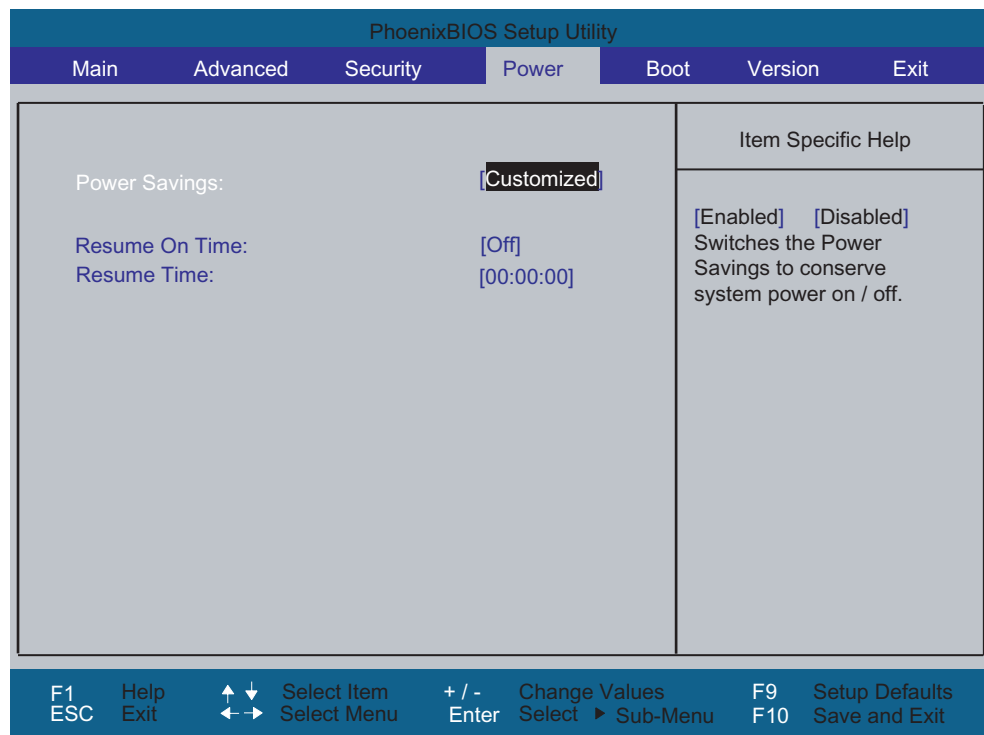 PhoenixBIOS Setup Utility
Main Advanced Security Power Boot Version Exit
Item Specific Help
Power Savings: [Customized]
Resume On Time: [Off]
Resume Time: [00:00:00]
[Enabled] [Disabled]
Switches the Power
Savings to conserve
system power on / off.
F1 Help Select Item + / - Change Values F9 Setup Defaults
ESC Exit Select Menu Enter Select Sub-Menu F10 Save and Exit